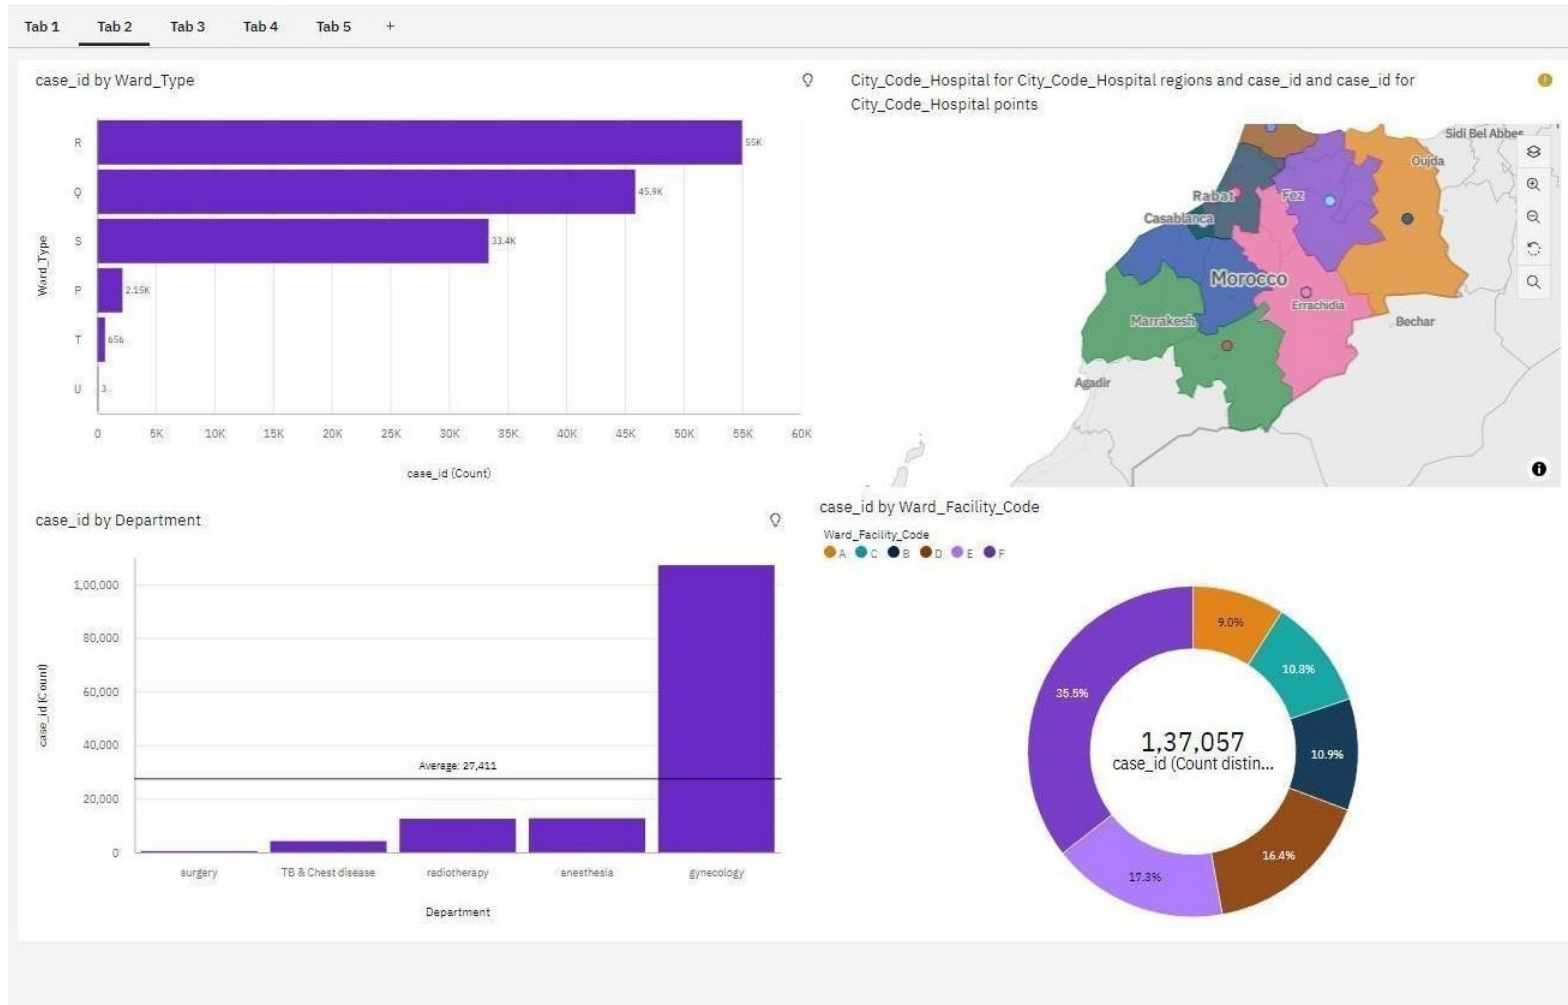 Tab 1 Tab 2 Tab 3 Tab 4 Tab 5 +
case_id by Ward_Type
Ward_Type
R 55K
Q 45.9K
S 33.4K
P 2.15K
T 656
U 3
0 5K 10K 15K 20K 25K 30K 35K 40K 45K 50K 55K 60K
case_id (Count)
City_Code_Hospital for City_Code_Hospital regions and case_id and case_id for
City_Code_Hospital points
Sidi Bel Abbes
Oujda
Rabat
Fez
Casablanca
Morocco
Errachidia
Marrakesh
Bechar
Agadir
case_id by Department
case_id (Count)
1,00,000
80,000
60,000
40,000
Average: 27,411
20,000
0
surgery TB & Chest disease radiotherapy anesthesia gynecology
Department
case_id by Ward_Facility_Code
Ward_Facility_Code
A C B D E F
9.0%
10.8%
35.5%
1,37,057
case_id (Count distin...
10.9%
16.4%
17.3%